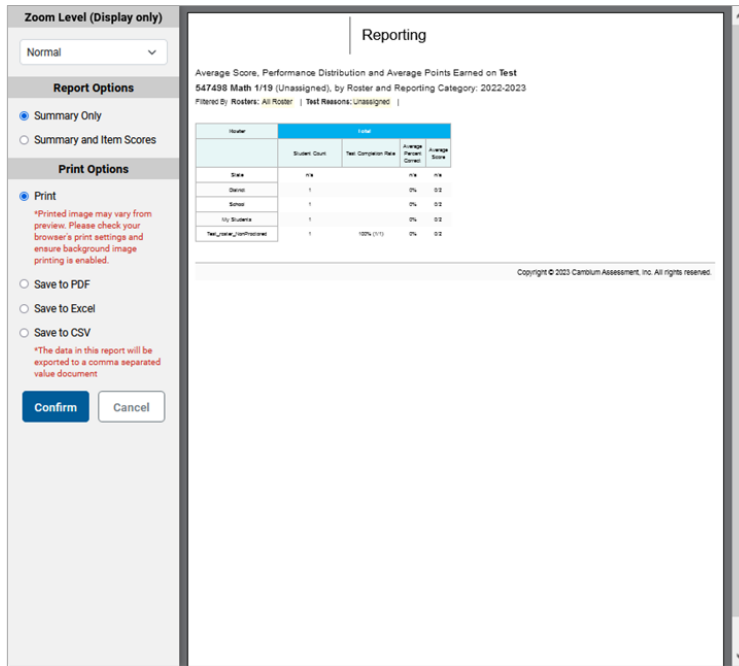 Zoom Level (Display only)
Normal
Report Options
Summary Only
Summary and Item Scores
Print Options
Print
*Printed image may vary from
preview. Please check your
browser's print settings and
ensure background image
printing is enabled.
Save to PDF
Save to Excel
Save to CSV
*The data in this report will be
exported to a comma separated
value document
Confirm
Cancel
Reporting
Average Score, Performance Distribution and Average Points Earned on Test
547498 Math 1/19 (Unassigned), by Roster and Reporting Category: 2022-2023
Filtered By Rosters: All Roster | Test Reasons: Unassigned |
Roster Total
Student Count Test Completion Rate Average Percent Correct Average Score
State n/a n/a n/a
District 1 0% 0/2
School 1 0% 0/2
My Students 1 0% 0/2
Test_roster_NonProctored 1 100% (1/1) 0% 0/2
Copyright © 2023 Cambium Assessment, Inc. All rights reserved.